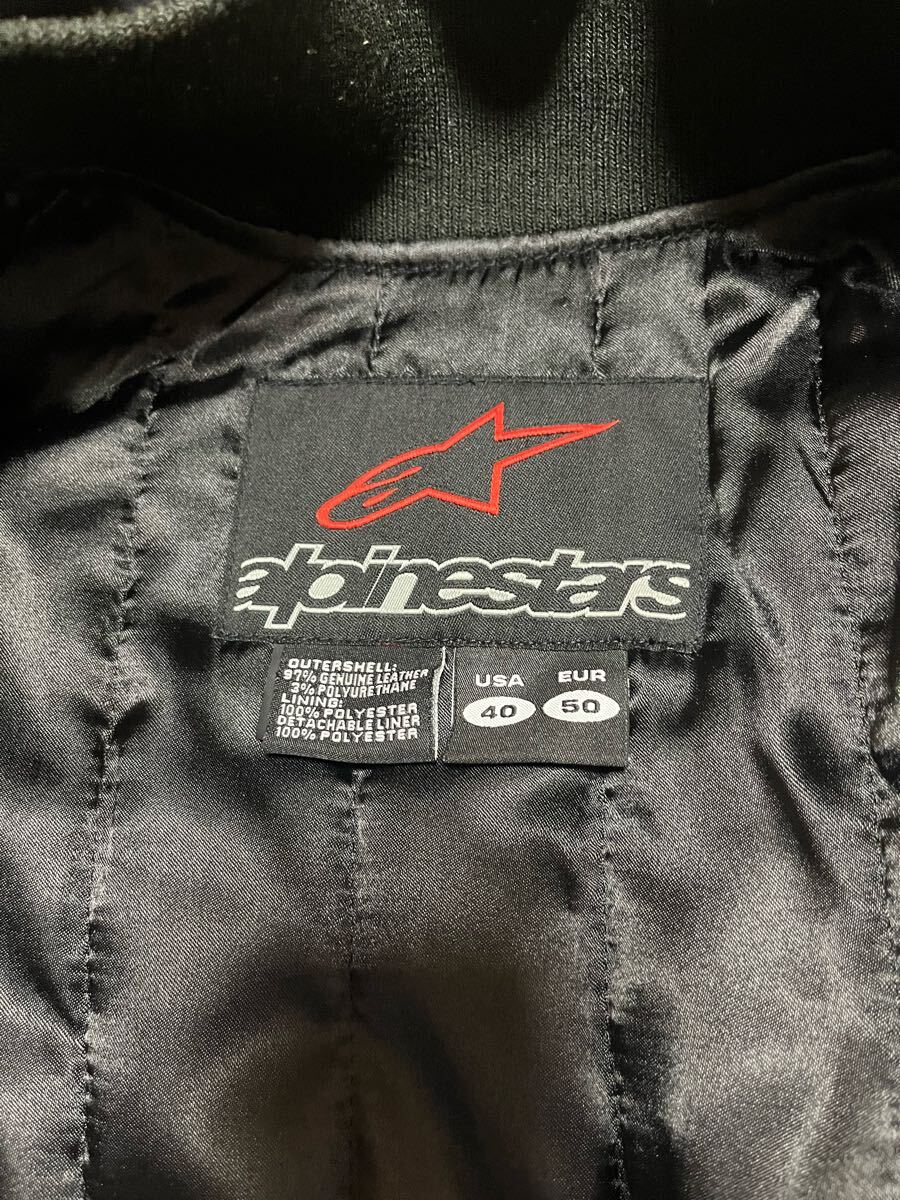 alpinestars
OUTERSHELL:
97% GENUINE LEATHER
3% POLYURETHANE
LINING:
100% POLYESTER
DETACHABLE LINER
100% POLYESTER
USA EUR
40 50